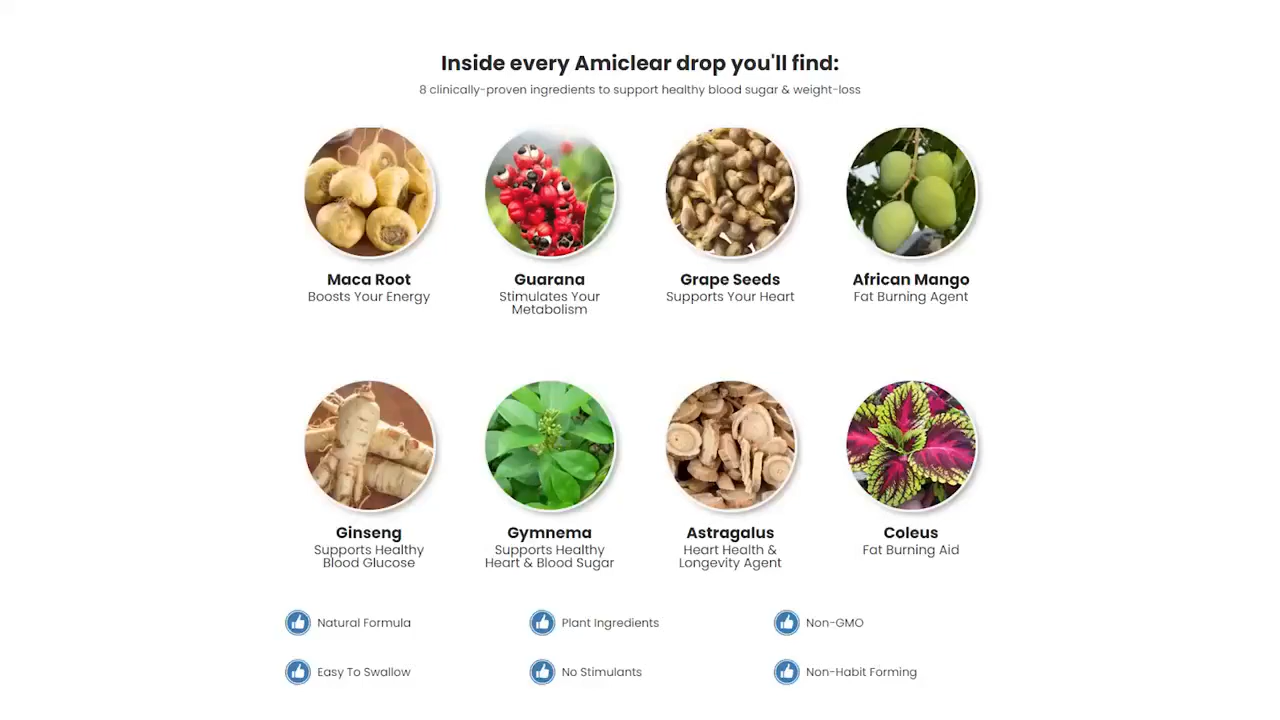 Inside every Amiclear drop you'll find:
8 clinically-proven ingredients to support healthy blood sugar & weight-loss
Maca Root
Boosts Your Energy
Guarana
Stimulates Your
Metabolism
Grape Seeds
Supports Your Heart
African Mango
Fat Burning Agent
Ginseng
Supports Healthy
Blood Glucose
Gymnema
Supports Healthy
Heart & Blood Sugar
Astragalus
Heart Health &
Longevity Agent
Coleus
Fat Burning Aid
Natural Formula
Plant Ingredients
Non-GMO
Easy To Swallow
No Stimulants
Non-Habit Forming